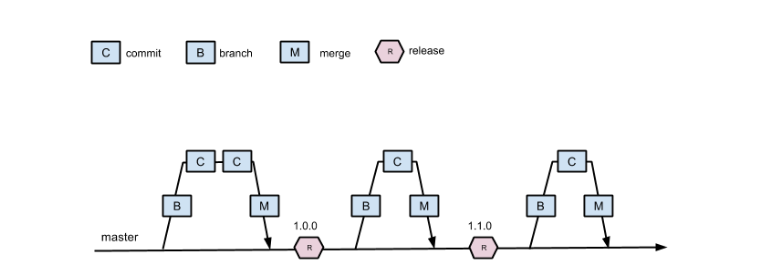 C commit B branch M merge R release
C C C C
B M B M B M
1.0.0 1.1.0
master
R R